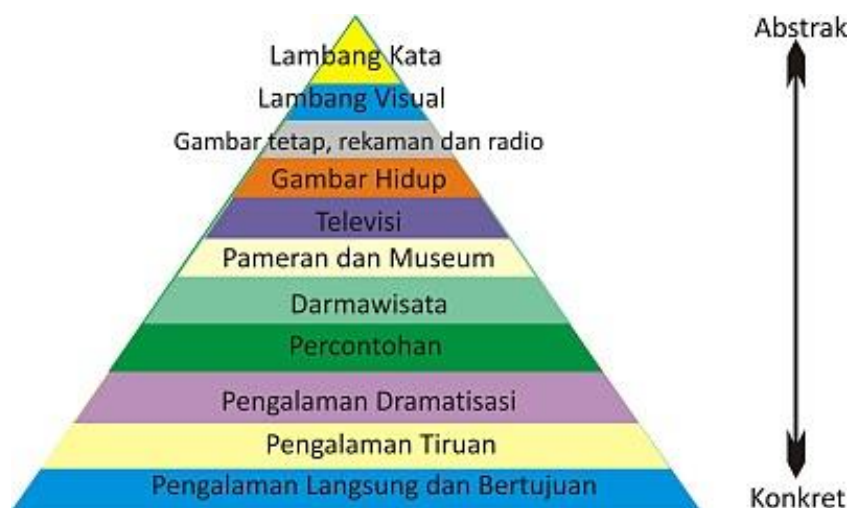 Abstrak
Lambang Kata
Lambang Visual
Gambar tetap, rekaman dan radio
Gambar Hidup
Televisi
Pameran dan Museum
Darmawisata
Percontohan
Pengalaman Dramatisasi
Pengalaman Tiruan
Pengalaman Langsung dan Bertujuan
Konkret